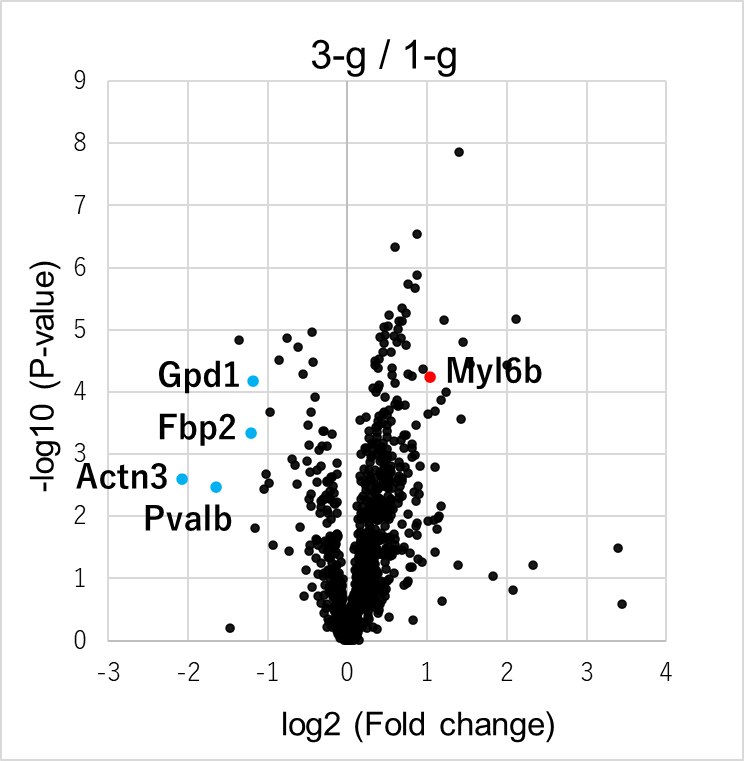 3-g / 1-g
9
8
7
6
5
4
3
2
1
0
-log10 (P-value)
Gpd1
Myl6b
Fbp2
Actn3
Pvalb
-3 -2 -1 0 1 2 3 4
log2 (Fold change)